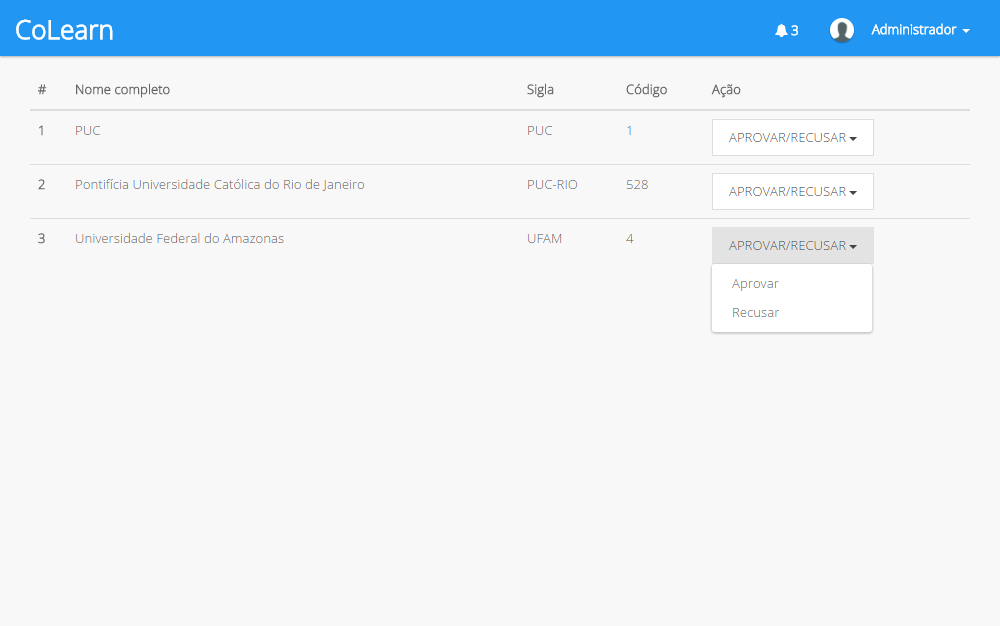 CoLearn 3 Administrador
# Nome completo Sigla Código Ação
1 PUC PUC 1 APROVAR/RECUSAR
2 Pontifícia Universidade Católica do Rio de Janeiro PUC-RIO 528 APROVAR/RECUSAR
3 Universidade Federal do Amazonas UFAM 4 APROVAR/RECUSAR
Aprovar
Recusar